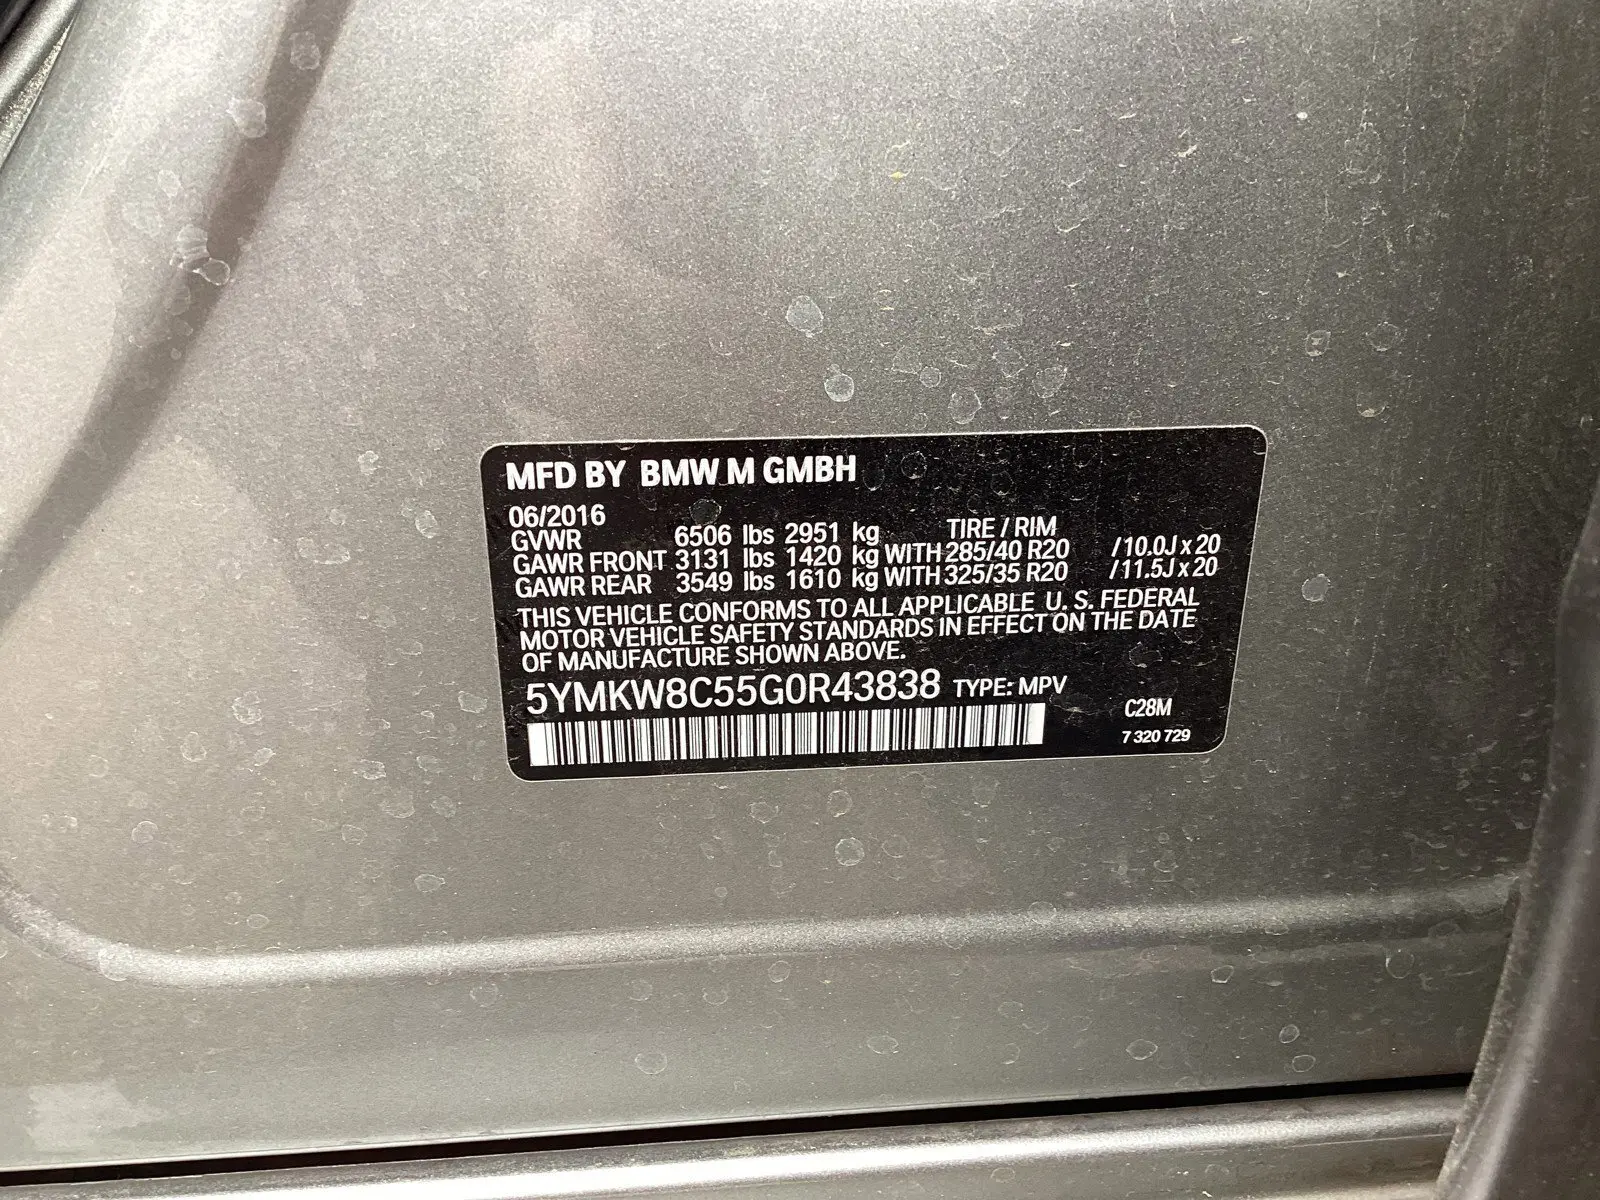 MFD BY BMW M GMBH
06/2016
GVWR 6506 lbs 2951 kg TIRE / RIM
GAWR FRONT 3131 lbs 1420 kg WITH 285/40 R20 /10.0J x 20
GAWR REAR 3549 lbs 1610 kg WITH 325/35 R20 /11.5J x 20
THIS VEHICLE CONFORMS TO ALL APPLICABLE U. S. FEDERAL
MOTOR VEHICLE SAFETY STANDARDS IN EFFECT ON THE DATE
OF MANUFACTURE SHOWN ABOVE.
5YMKW8C55G0R43838 TYPE: MPV
C28M
7 320 729